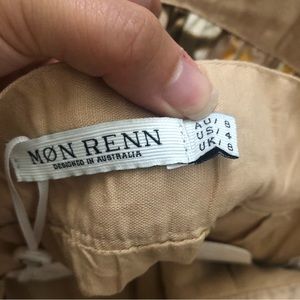 MØN RENN
DESIGNED IN AUSTRALIA
AU/ 8
US/ 4
UK/ 8